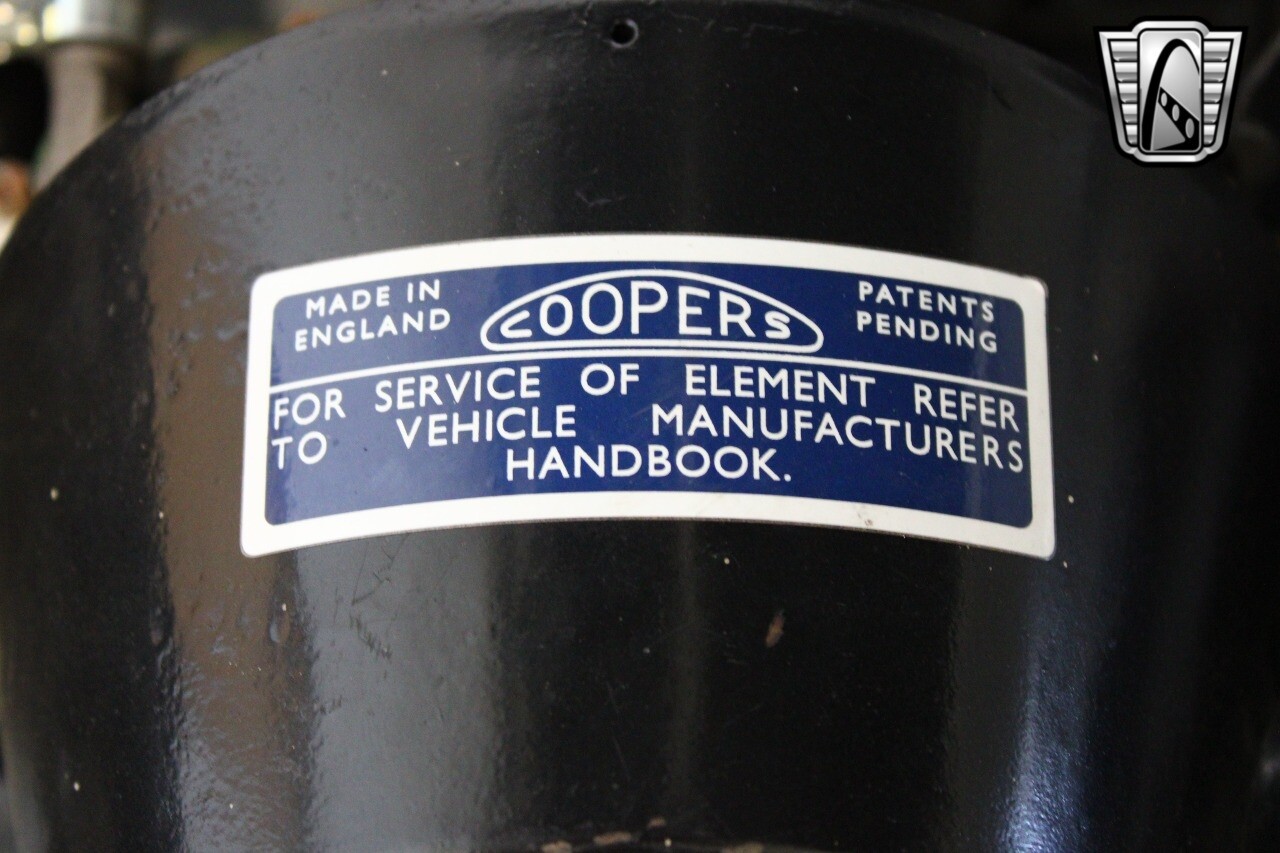 MADE IN
ENGLAND
COOPERS
PATENTS
PENDING
FOR SERVICE OF ELEMENT REFER
TO VEHICLE MANUFACTURERS
HANDBOOK.